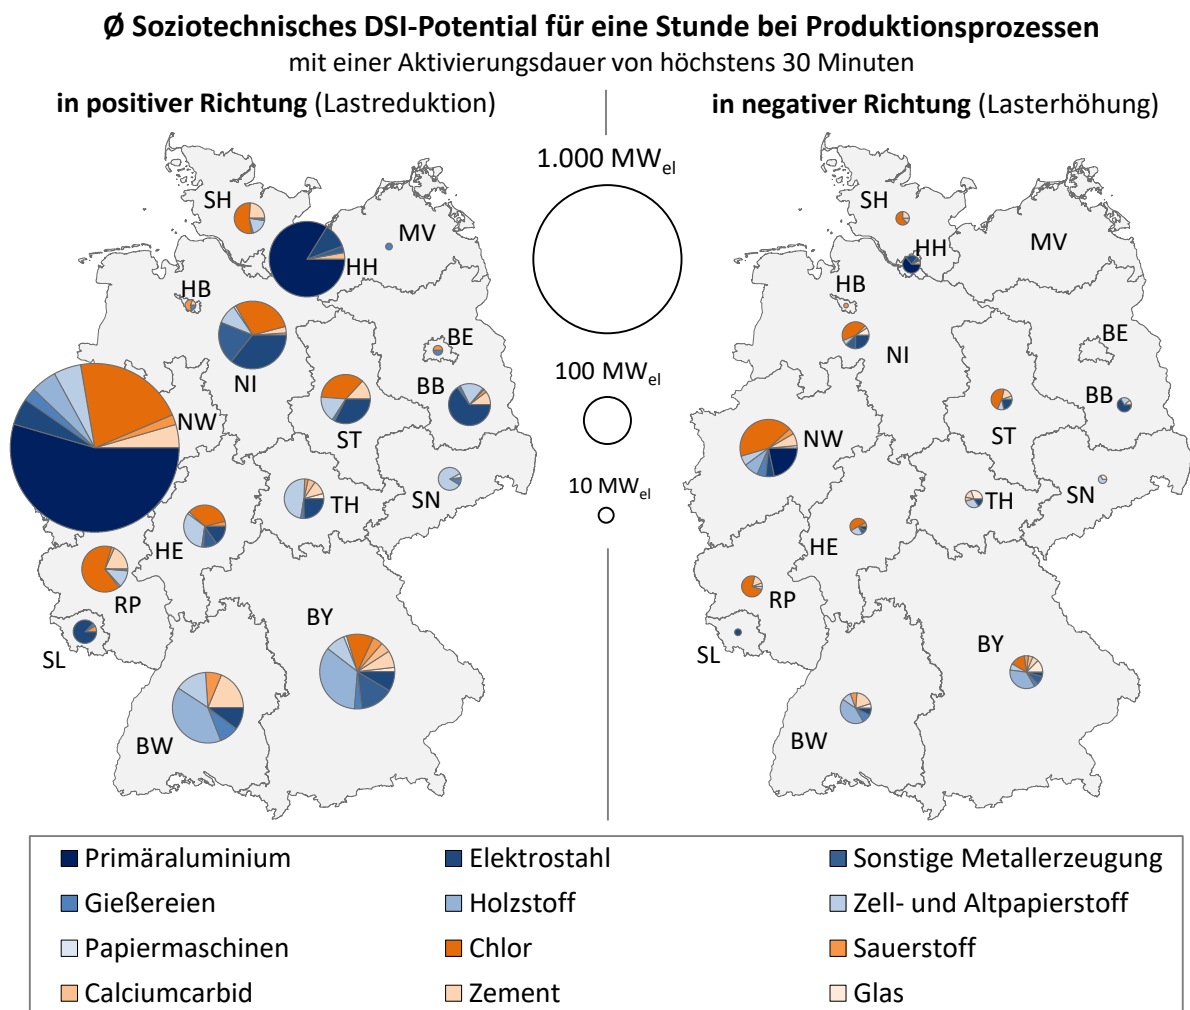 Ø Soziotechnisches DSI-Potential für eine Stunde bei Produktionsprozessen
mit einer Aktivierungsdauer von höchstens 30 Minuten
in positiver Richtung (Lastreduktion)
in negativer Richtung (Lasterhöhung)
1.000 MWel
100 MWel
10 MWel
SH
MV
HH
HB
BE
NI
BB
NW
ST
SN
TH
HE
RP
BY
SL
BW
SH
HH
MV
HB
BE
NI
BB
NW
ST
SN
TH
HE
RP
BY
SL
BW
Primäraluminium
Elektrostahl
Sonstige Metallerzeugung
Gießereien
Holzstoff
Zell- und Altpapierstoff
Papiermaschinen
Chlor
Sauerstoff
Calciumcarbid
Zement
Glas